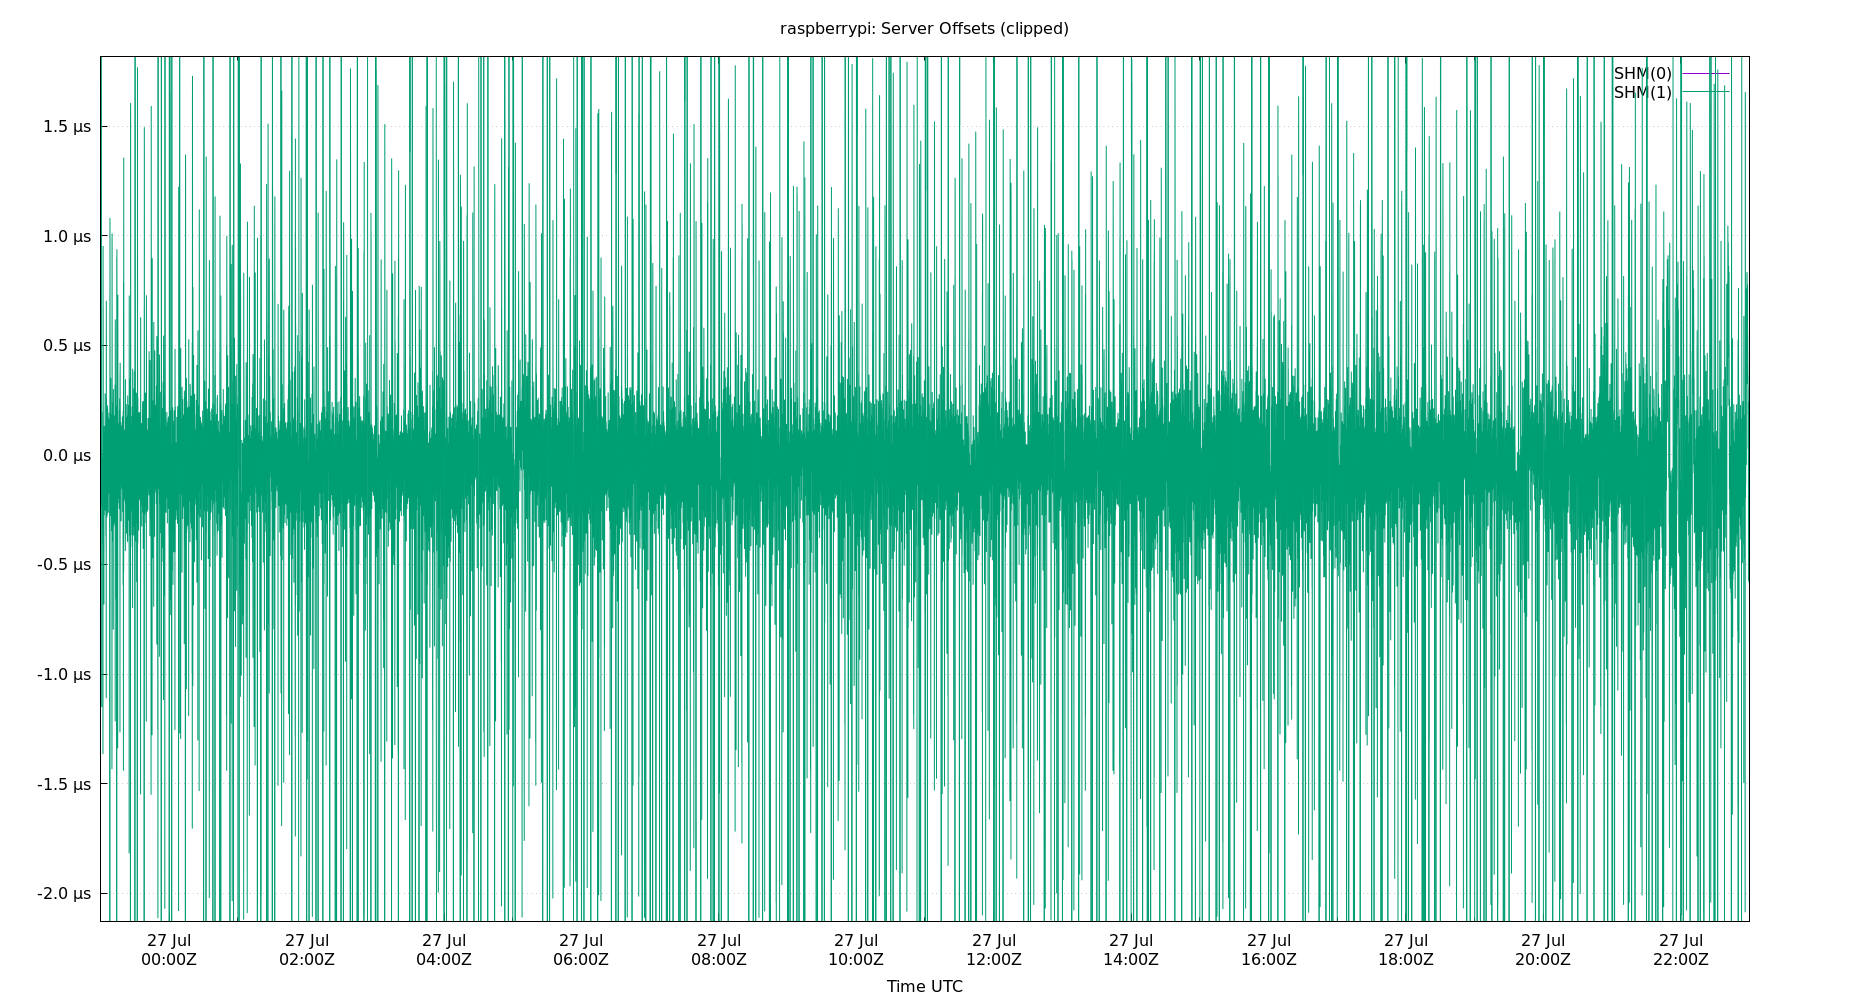 raspberrypi: Server Offsets (clipped)
SHM(0)
SHM(1)
1.5 µs
1.0 µs
0.5 µs
0.0 µs
-0.5 µs
-1.0 µs
-1.5 µs
-2.0 µs
27 Jul 27 Jul 27 Jul 27 Jul 27 Jul 27 Jul 27 Jul 27 Jul 27 Jul 27 Jul 27 Jul 27 Jul
00:00Z 02:00Z 04:00Z 06:00Z 08:00Z 10:00Z 12:00Z 14:00Z 16:00Z 18:00Z 20:00Z 22:00Z
Time UTC